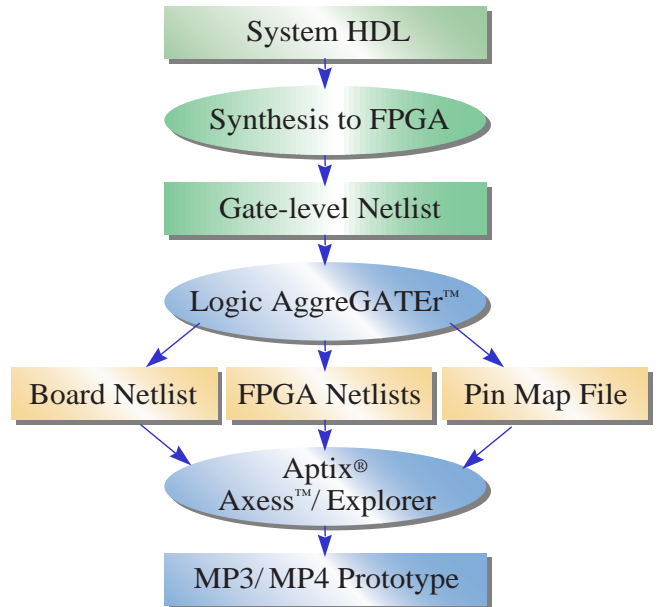 System HDL
Synthesis to FPGA
Gate-level Netlist
Logic AggreGATEr™
Board Netlist
FPGA Netlists
Pin Map File
Aptix®
Axess™/ Explorer
MP3/ MP4 Prototype